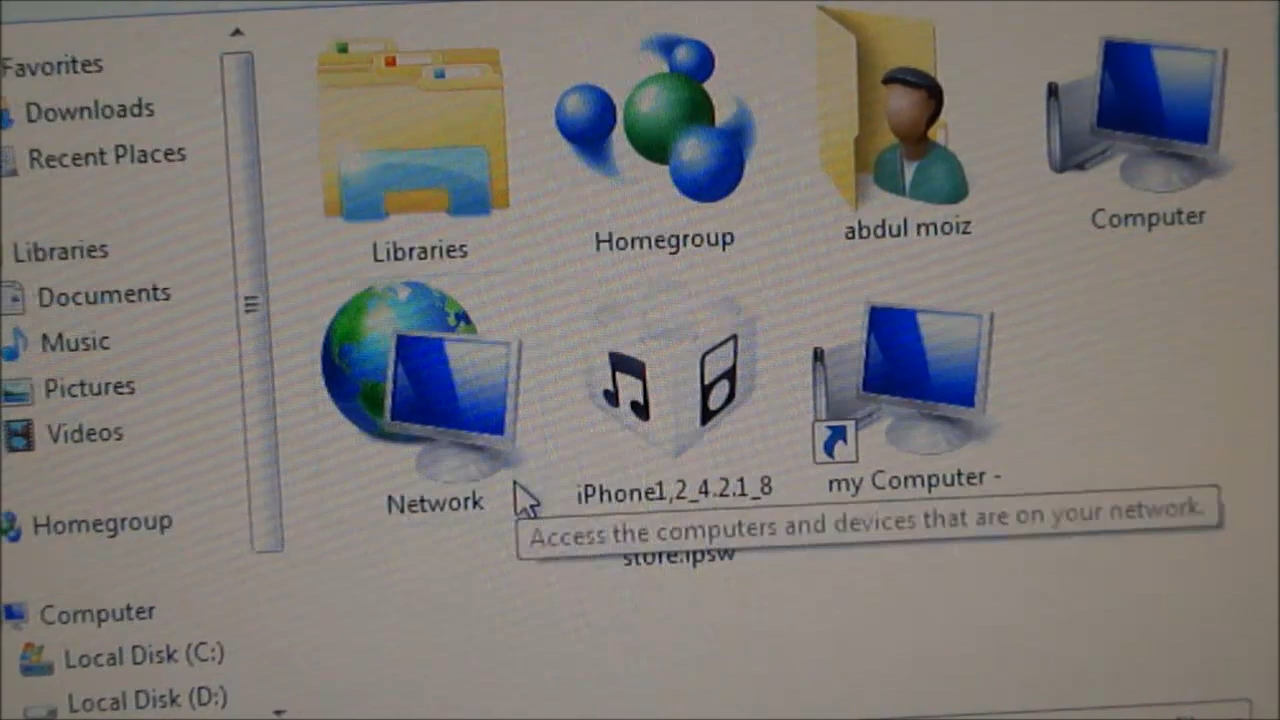 Favorites
Downloads
Recent Places
Libraries
Documents
Music
Pictures
Videos
Homegroup
Computer
Local Disk (C:)
Local Disk (D:)
Libraries
Homegroup
abdul moiz
Computer
Network
iPhone1,2_4.2.1_8
my Computer -
Access the computers and devices that are on your network.
store.ipsw